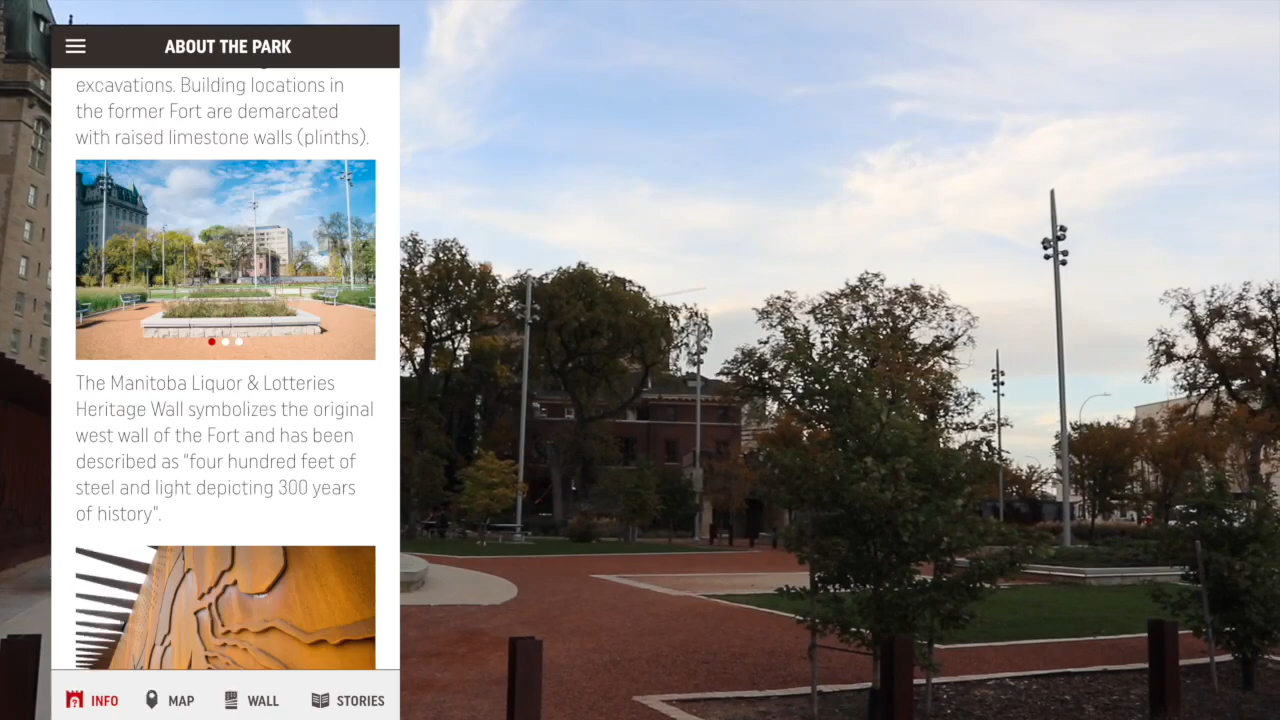 ABOUT THE PARK
excavations. Building locations in
the former Fort are demarcated
with raised limestone walls (plinths).
The Manitoba Liquor & Lotteries
Heritage Wall symbolizes the original
west wall of the Fort and has been
described as “four hundred feet of
steel and light depicting 300 years
of history”.
INFO MAP WALL STORIES